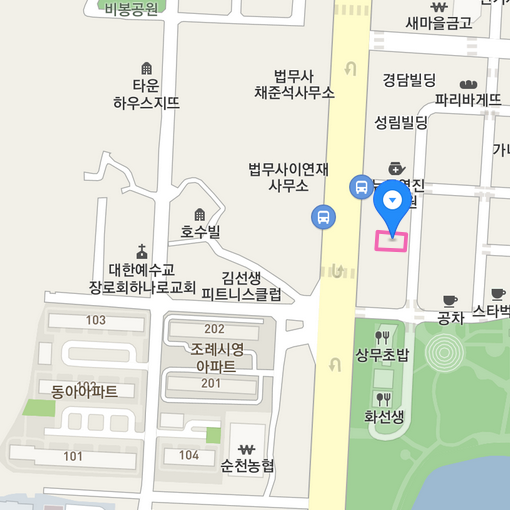 비봉공원
새마을금고
타운
하우스지뜨
법무사
채준석사무소
경담빌딩
파리바게뜨
성림빌딩
법무사이연재
사무소
호수빌
대한예수교
장로회하나로교회
김선생
피트니스클럽
공차
스타벅
103
202
조례시영
아파트
201
상무초밥
동아아파트
화선생
101
104
순천농협